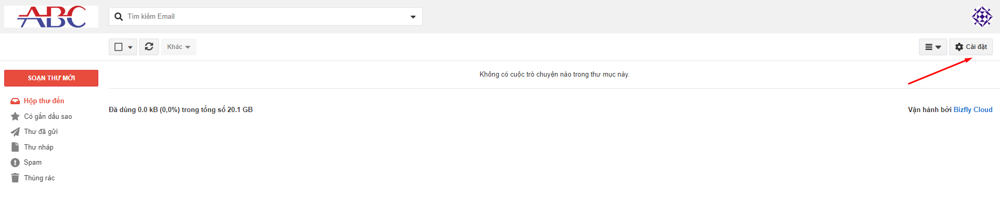 ABC
Tìm kiếm Email
Khác
Cài đặt
SOẠN THƯ MỚI
Không có cuộc trò chuyện nào trong thư mục này.
Hộp thư đến
Có gắn dấu sao
Thư đã gửi
Thư nháp
Spam
Thùng rác
Đã dùng 0.0 kB (0,0%) trong tổng số 20.1 GB
Vận hành bởi Bizfly Cloud